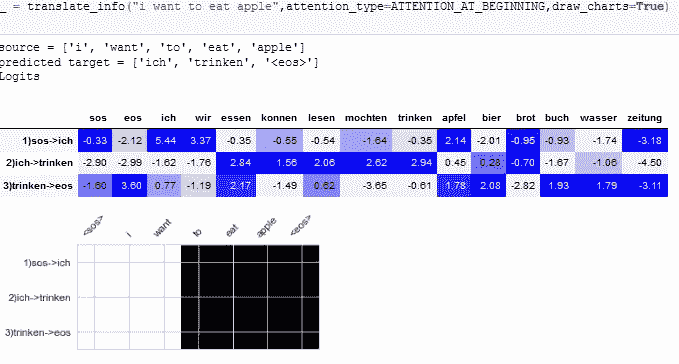 _ = translate_info("i want to eat apple",attention_type=ATTENTION_AT_BEGINNING,draw_charts=True)
source = ['i', 'want', 'to', 'eat', 'apple']
predicted target = ['ich', 'trinken', '<eos>']
Logits
sos eos ich wir essen konnen lesen mochten trinken apfel bier brot buch wasser zeitung
1)sos->ich -0.33 -2.12 5.44 3.37 -0.35 -0.55 -0.54 -1.64 -0.35 2.14 -2.01 -0.95 -0.93 -1.74 -3.18
2)ich->trinken -2.90 -2.99 -1.62 -1.76 2.84 1.56 2.06 2.62 2.94 0.45 0.28 -0.70 -1.67 -1.06 -4.50
3)trinken->eos -1.60 3.60 0.77 -1.19 2.17 -1.49 0.62 -3.65 -0.61 1.78 2.08 -2.82 1.93 1.79 -3.11
<sos> i want to eat apple <eos>
1)sos->ich
2)ich->trinken
3)trinken->eos